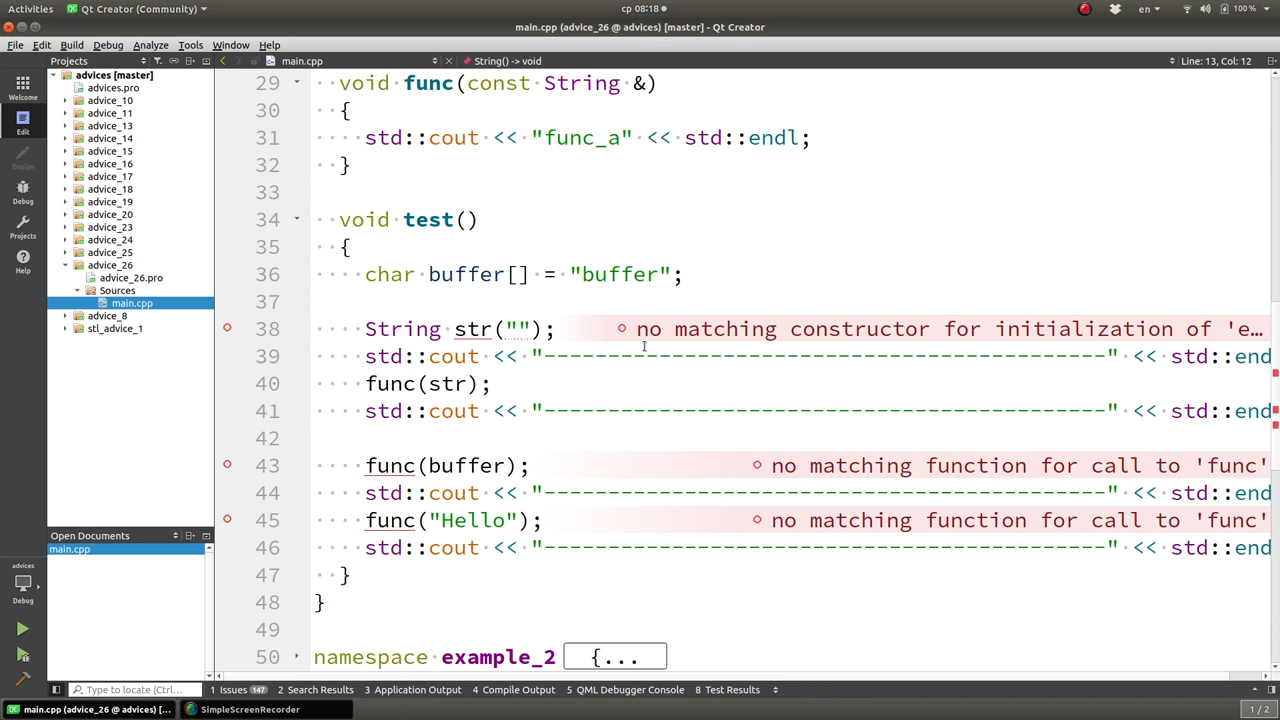 Activities Qt Creator (Community) ср 08:18 en 100 %
main.cpp (advice_26 @ advices) [master] - Qt Creator
File Edit Build Debug Analyze Tools Window Help
Projects main.cpp String() -> void Line: 13, Col: 12
advices [master]
advices.pro
advice_10
advice_11
advice_13
advice_14
advice_15
advice_16
advice_17
advice_18
advice_19
advice_20
advice_23
advice_24
advice_25
advice_26
advice_26.pro
Sources
main.cpp
advice_8
stl_advice_1
Welcome
Edit
Design
Debug
Projects
Help
29 void func(const String &)
30 {
31 std::cout << "func_a" << std::endl;
32 }
33
34 void test()
35 {
36 char buffer[] = "buffer";
37
38 String str(""); no matching constructor for initialization of 'e…
39 std::cout << "--------------------------------------------" << std::end
40 func(str);
41 std::cout << "--------------------------------------------" << std::end
42
43 func(buffer); no matching function for call to 'func'
44 std::cout << "--------------------------------------------" << std::end
45 func("Hello"); no matching function for call to 'func'
46 std::cout << "--------------------------------------------" << std::end
47 }
48 }
49
50 namespace example_2 {...
Open Documents
main.cpp
advices
Debug
Type to locate (Ctrl... 1 Issues 147 2 Search Results 3 Application Output 4 Compile Output 5 QML Debugger Console 8 Test Results
main.cpp (advice_26 @ advices) [... SimpleScreenRecorder 1 / 2